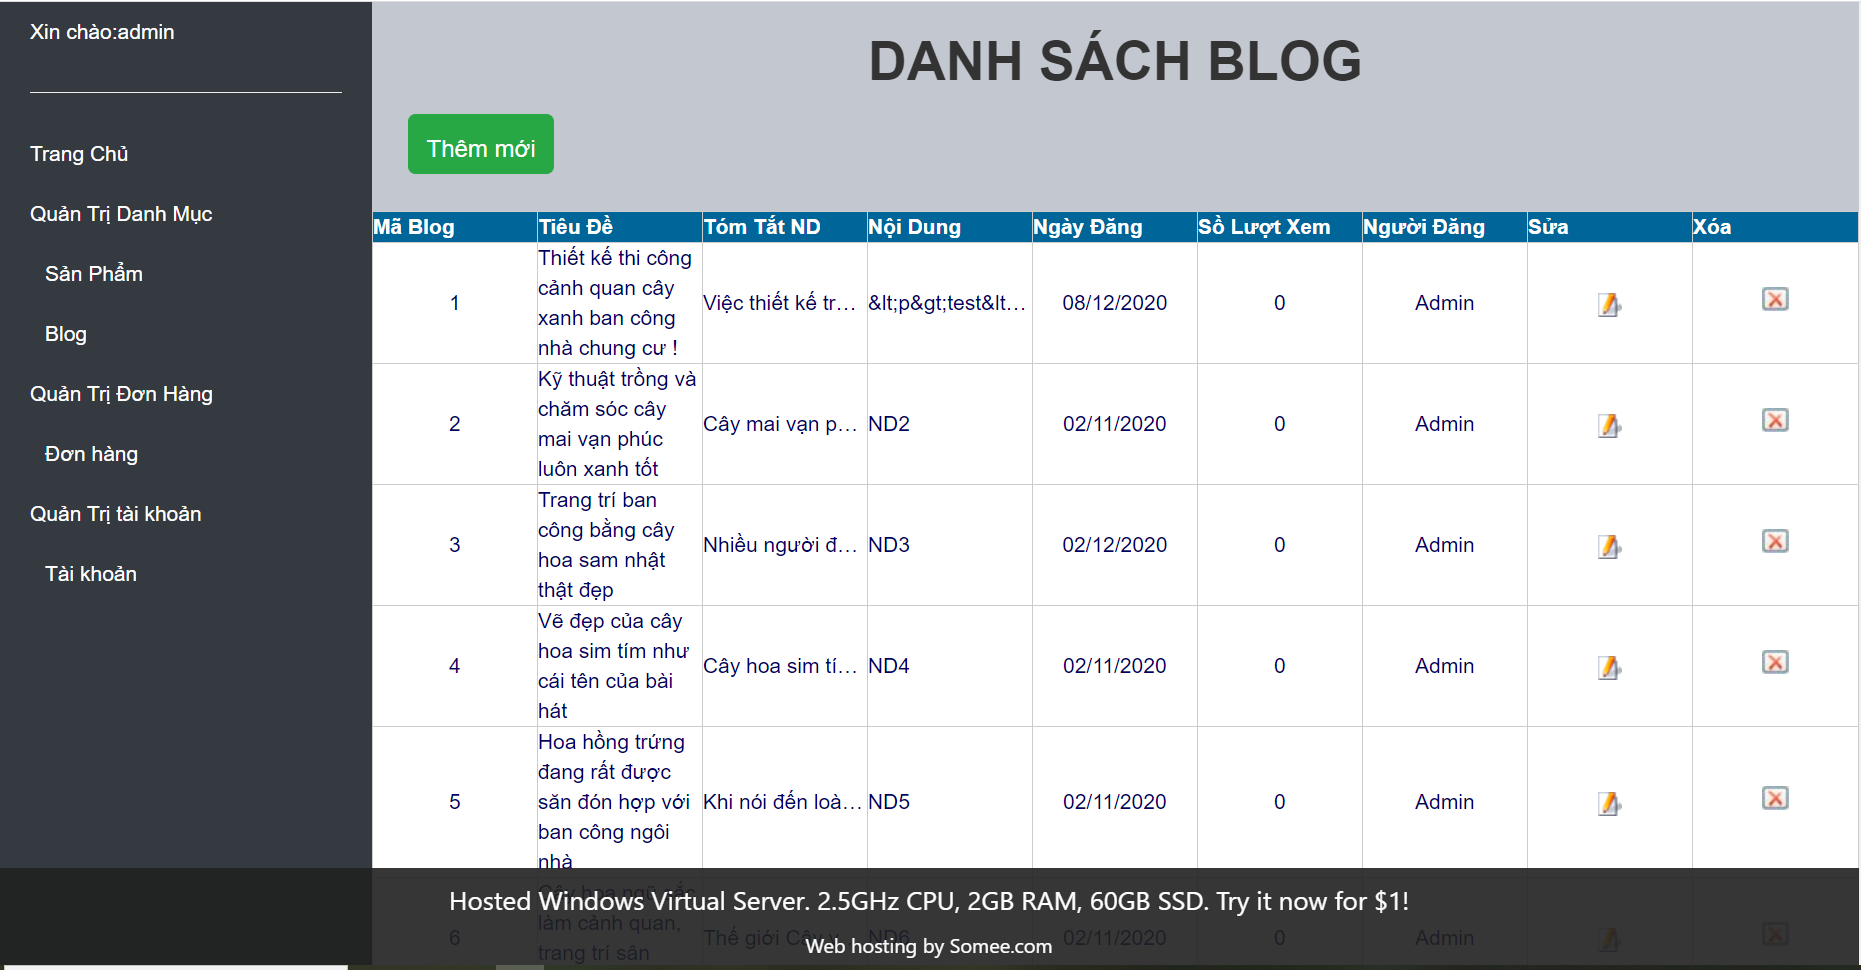 Xin chào:admin
Trang Chủ
Quản Trị Danh Mục
Sản Phẩm
Blog
Quản Trị Đơn Hàng
Đơn hàng
Quản Trị tài khoản
Tài khoản
DANH SÁCH BLOG
Thêm mới
Mã Blog Tiêu Đề Tóm Tắt ND Nội Dung Ngày Đăng Số Lượt Xem Người Đăng Sửa Xóa
1
Thiết kế thi công
cảnh quan cây
xanh ban công
nhà chung cư !
Việc thiết kế tr… &lt;p&gt;test&lt… 08/12/2020 0 Admin
2
Kỹ thuật trồng và
chăm sóc cây
mai vạn phúc
luôn xanh tốt
Cây mai vạn p… ND2 02/11/2020 0 Admin
3
Trang trí ban
công bằng cây
hoa sam nhật
thật đẹp
Nhiều người đ… ND3 02/12/2020 0 Admin
4
Vẽ đẹp của cây
hoa sim tím như
cái tên của bài
hát
Cây hoa sim tí… ND4 02/11/2020 0 Admin
5
Hoa hồng trứng
đang rất được
săn đón hợp với
ban công ngôi
nhà
Khi nói đến loà… ND5 02/11/2020 0 Admin
6
Cây hoa ngũ sắc
làm cảnh quan,
trang trí sân
Thế giới Cây v ND6 02/11/2020 0 Admin
Hosted Windows Virtual Server. 2.5GHz CPU, 2GB RAM, 60GB SSD. Try it now for $1!
Web hosting by Somee.com